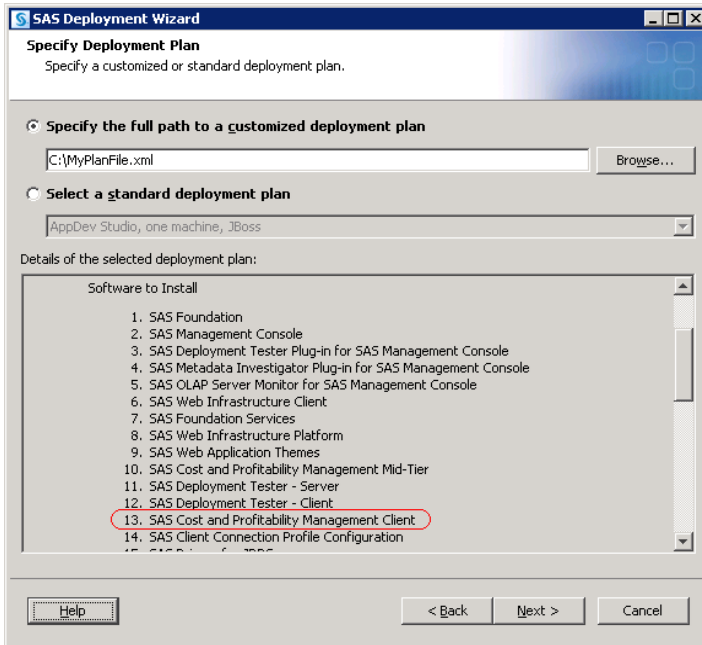 SAS Deployment Wizard
Specify Deployment Plan
Specify a customized or standard deployment plan.
Specify the full path to a customized deployment plan
C:\MyPlanFile.xml Browse...
Select a standard deployment plan
AppDev Studio, one machine, JBoss
Details of the selected deployment plan:
Software to Install
1. SAS Foundation
2. SAS Management Console
3. SAS Deployment Tester Plug-in for SAS Management Console
4. SAS Metadata Investigator Plug-in for SAS Management Console
5. SAS OLAP Server Monitor for SAS Management Console
6. SAS Web Infrastructure Client
7. SAS Foundation Services
8. SAS Web Infrastructure Platform
9. SAS Web Application Themes
10. SAS Cost and Profitability Management Mid-Tier
11. SAS Deployment Tester - Server
12. SAS Deployment Tester - Client
13. SAS Cost and Profitability Management Client
14. SAS Client Connection Profile Configuration
Help < Back Next > Cancel